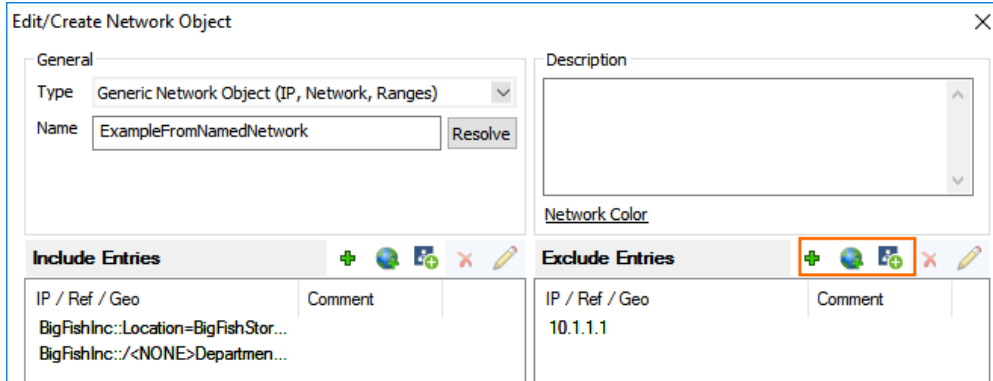 Edit/Create Network Object
General
Type Generic Network Object (IP, Network, Ranges)
Name ExampleFromNamedNetwork Resolve
Description
Network Color
Include Entries
IP / Ref / Geo Comment
BigFishInc::Location=BigFishStor...
BigFishInc::/<NONE>Departmen...
Exclude Entries
IP / Ref / Geo Comment
10.1.1.1